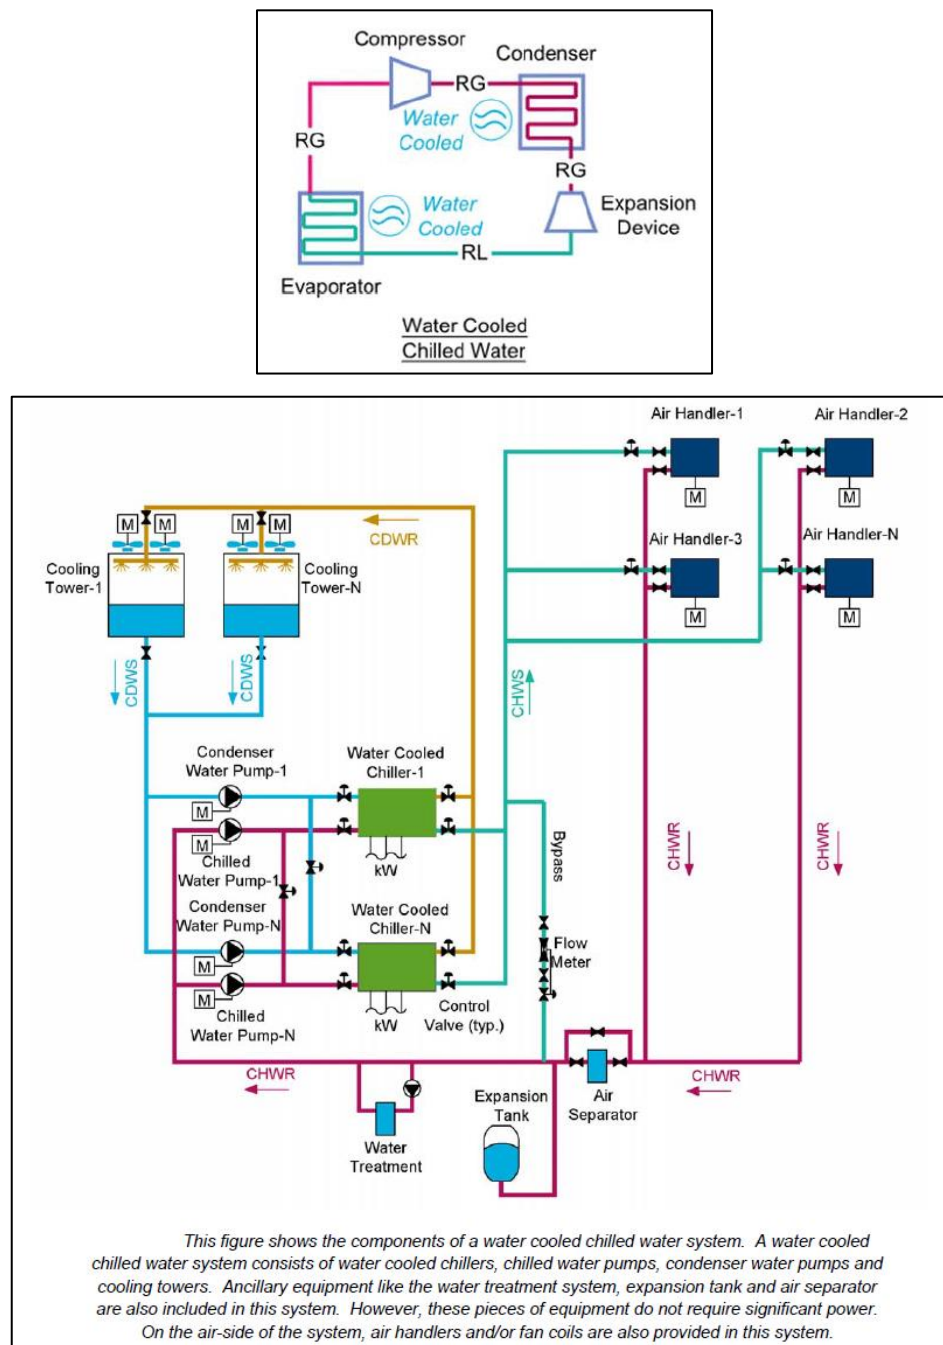 Compressor
Condenser
RG
Water
Cooled
RG
RG
Water
Cooled
Expansion
Device
RL
Evaporator
Water Cooled
Chilled Water
Air Handler-1
Air Handler-2
M
M
M M
M M
CDWR
Air Handler-3
Air Handler-N
Cooling
Tower-1
Cooling
Tower-N
M
M
CDWS
CDWS
CHWS
Condenser
Water Pump-1
Water Cooled
Chiller-1
M
M
Chilled
Water Pump-1
kW
Bypass
CHWR
CHWR
Condenser
Water Pump-N
Water Cooled
Chiller-N
Flow
Meter
M
M
Chilled
Water Pump-N
kW
Control
Valve (typ.)
CHWR
CHWR
Expansion
Tank
Air
Separator
Water
Treatment
This figure shows the components of a water cooled chilled water system. A water cooled
chilled water system consists of water cooled chillers, chilled water pumps, condenser water pumps and
cooling towers. Ancillary equipment like the water treatment system, expansion tank and air separator
are also included in this system. However, these pieces of equipment do not require significant power.
On the air-side of the system, air handlers and/or fan coils are also provided in this system.